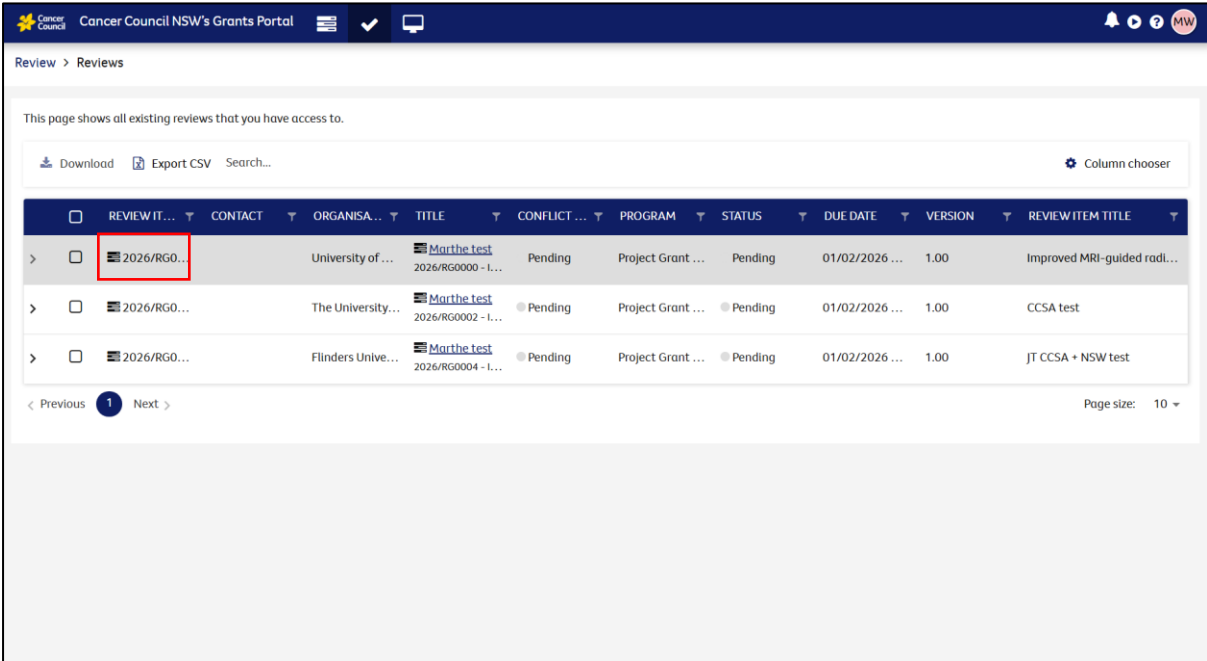 Cancer Council Cancer Council NSW's Grants Portal MW
Review > Reviews
This page shows all existing reviews that you have access to.
Download Export CSV Search... Column chooser
REVIEW IT... CONTACT ORGANISA... TITLE CONFLICT ... PROGRAM STATUS DUE DATE VERSION REVIEW ITEM TITLE
2026/RG0... University of ... Marthe test Pending Project Grant ... Pending 01/02/2026 ... 1.00 Improved MRI-guided radi...
2026/RG0000 - I...
2026/RG0... The University... Marthe test Pending Project Grant ... Pending 01/02/2026 ... 1.00 CCSA test
2026/RG0002 - I...
2026/RG0... Flinders Unive... Marthe test Pending Project Grant ... Pending 01/02/2026 ... 1.00 JT CCSA + NSW test
2026/RG0004 - I...
< Previous 1 Next > Page size: 10